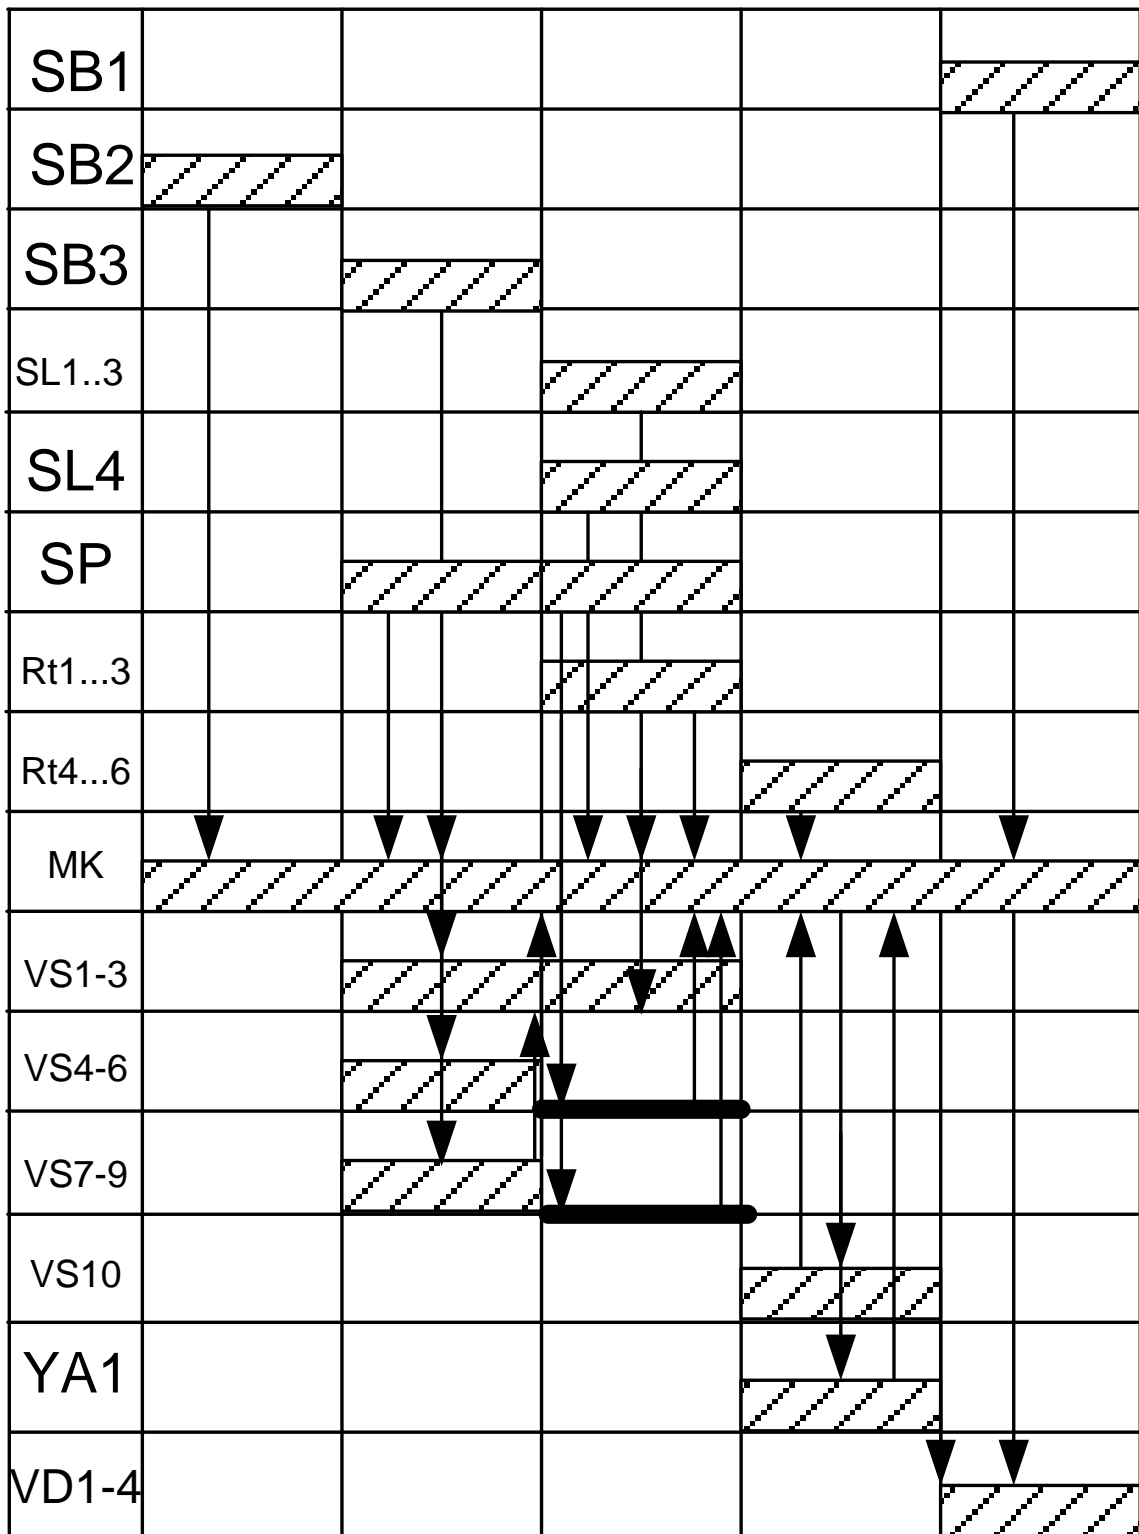 SB1
SB2
SB3
SL1..3
SL4
SP
Rt1...3
Rt4...6
MK
VS1-3
VS4-6
VS7-9
VS10
YA1
VD1-4